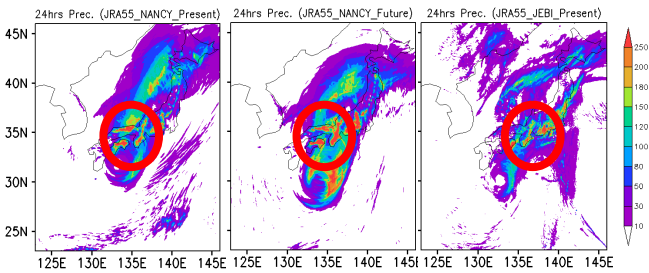 24hrs Prec. (JRA55_NANCY_Present)
24hrs Prec. (JRA55_NANCY_Future)
24hrs Prec. (JRA55_JEBI_Present)
45N
40N
35N
30N
25N
125E 130E 135E 140E 145E
125E 130E 135E 140E 145E
125E 130E 135E 140E 145E
250
200
180
150
120
100
80
50
30
10